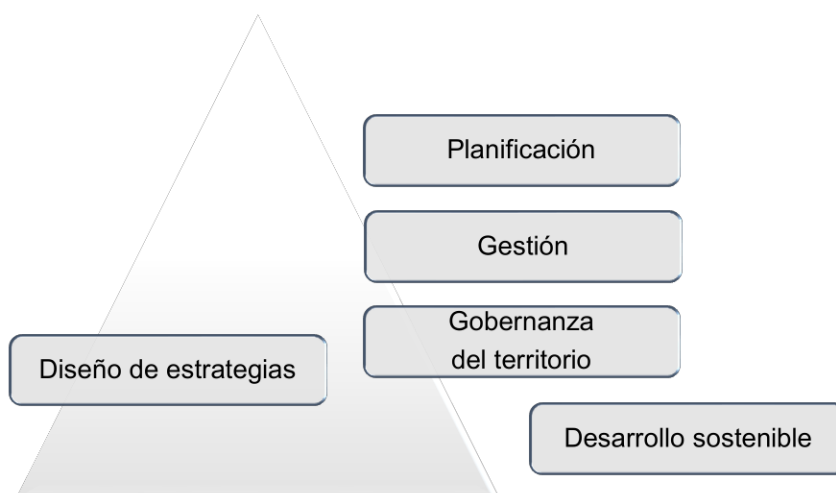 Planificación
Gestión
Gobernanza
del territorio
Diseño de estrategias
Desarrollo sostenible